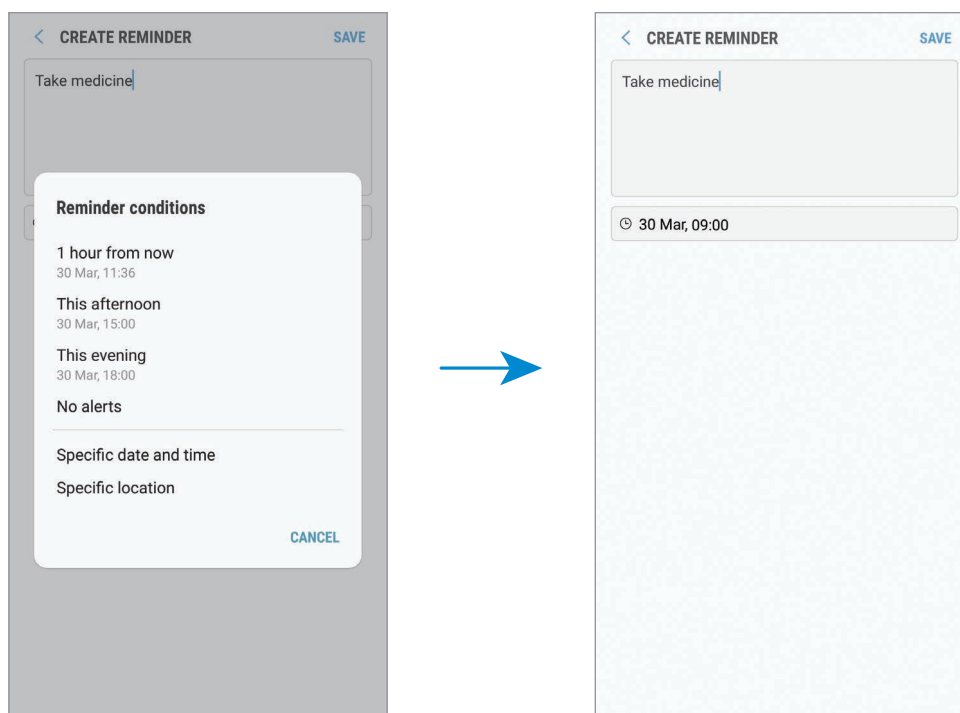 CREATE REMINDER SAVE
Take medicine
Reminder conditions
1 hour from now
30 Mar, 11:36
This afternoon
30 Mar, 15:00
This evening
30 Mar, 18:00
No alerts
Specific date and time
Specific location
CANCEL
CREATE REMINDER SAVE
Take medicine
30 Mar, 09:00